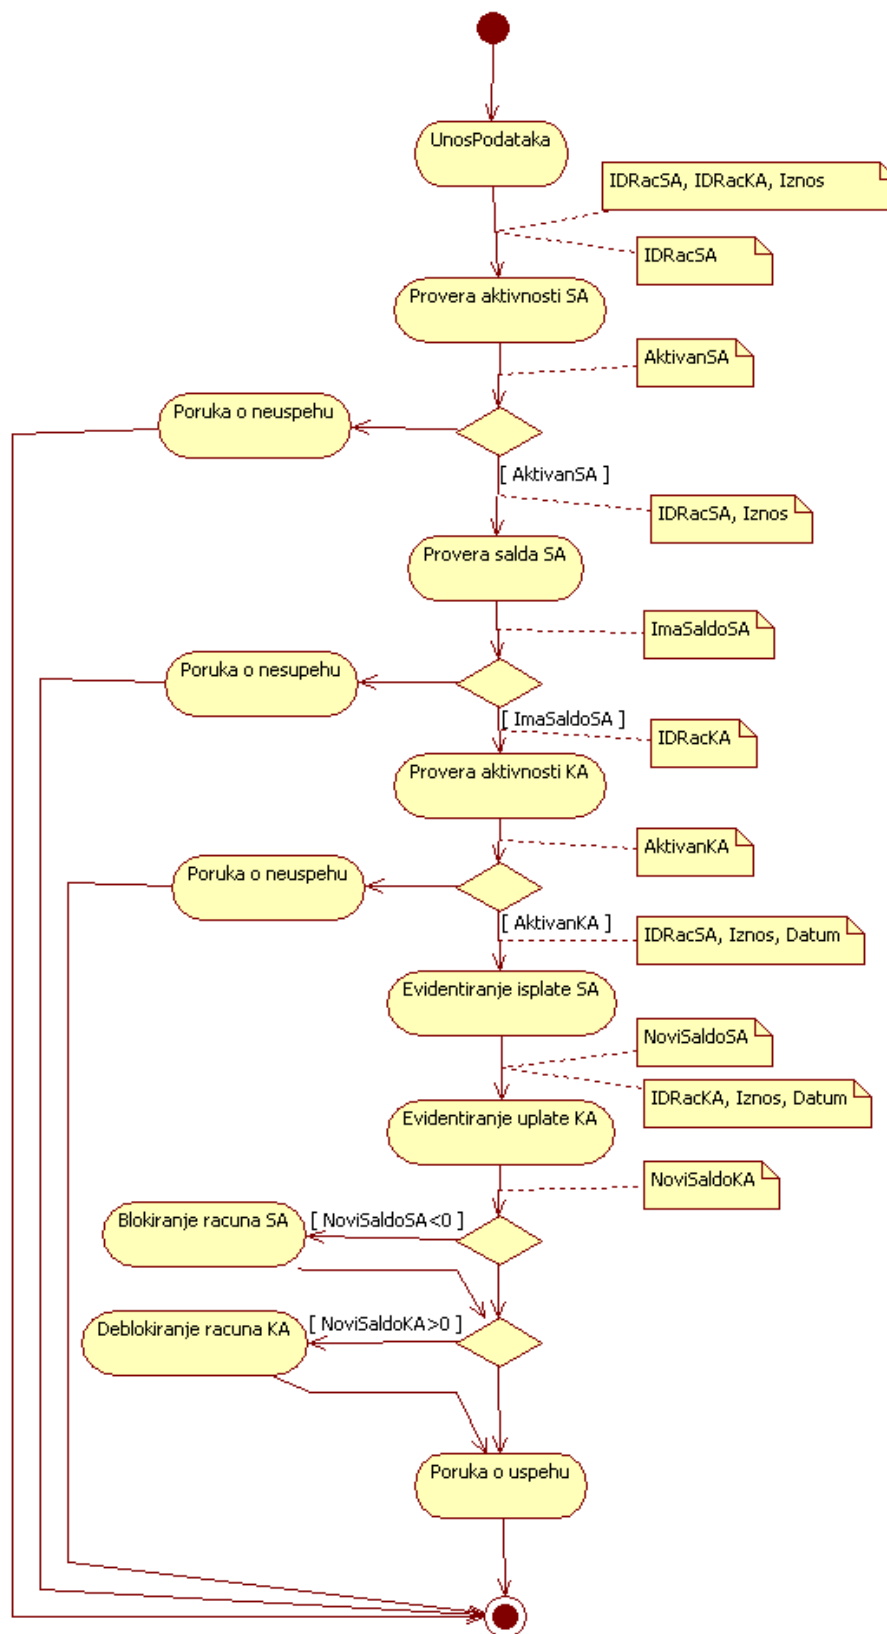 UnosPodataka
IDRacSA, IDRacKA, Iznos
IDRacSA
Provera aktivnosti SA
AktivanSA
Poruka o neuspehu
[ AktivanSA ]
IDRacSA, Iznos
Provera salda SA
ImaSaldoSA
Poruka o nesupehu
[ ImaSaldoSA ]
IDRacKA
Provera aktivnosti KA
AktivanKA
Poruka o neuspehu
[ AktivanKA ]
IDRacSA, Iznos, Datum
Evidentiranje isplate SA
NoviSaldoSA
IDRacKA, Iznos, Datum
Evidentiranje uplate KA
NoviSaldoKA
Blokiranje racuna SA
[ NoviSaldoSA<0 ]
Deblokiranje racuna KA
[ NoviSaldoKA>0 ]
Poruka o uspehu